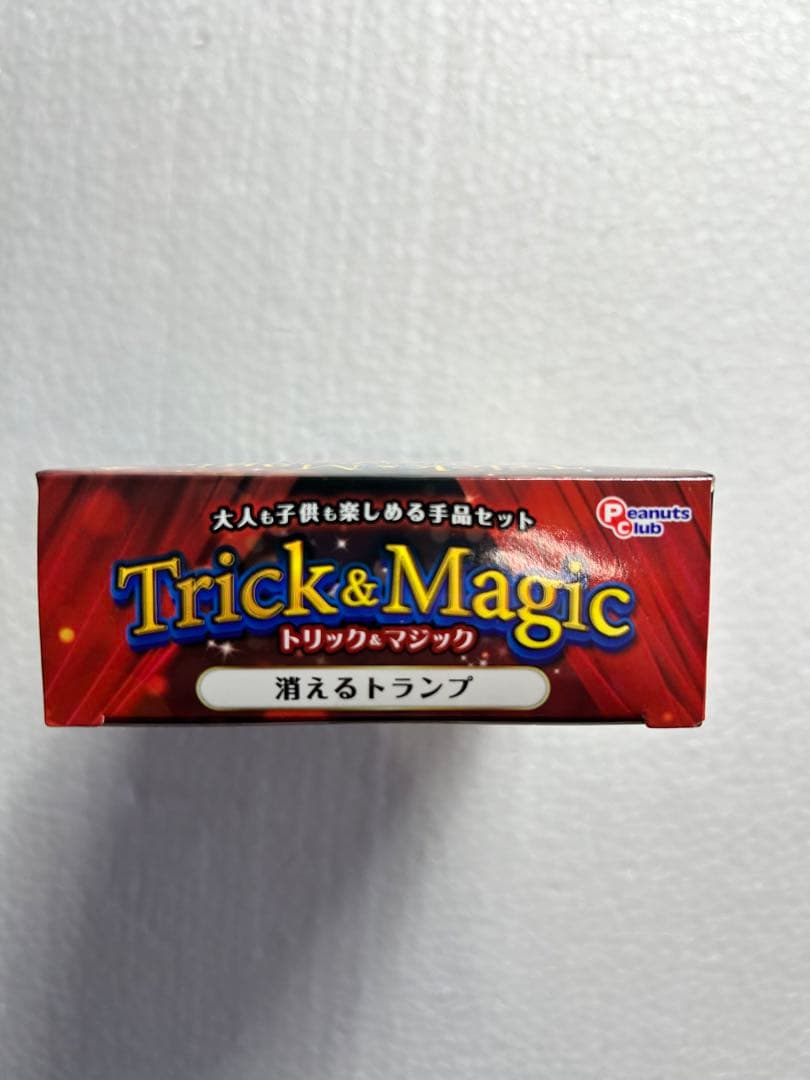 大人も子供も楽しめる手品セット
Peanuts Club
Trick&Magic
トリック&マジック
消えるトランプ